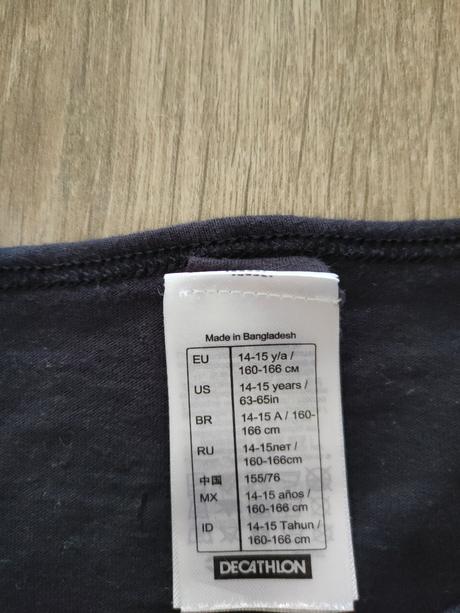 Made in Bangladesh
EU 14-15 y/a /
160-166 см
US 14-15 years /
63-65in
BR 14-15 A / 160-
166 cm
RU 14-15лет /
160-166cm
中国 155/76
MX 14-15 años /
160-166 cm
ID 14-15 Tahun /
160-166 cm
DECATHLON